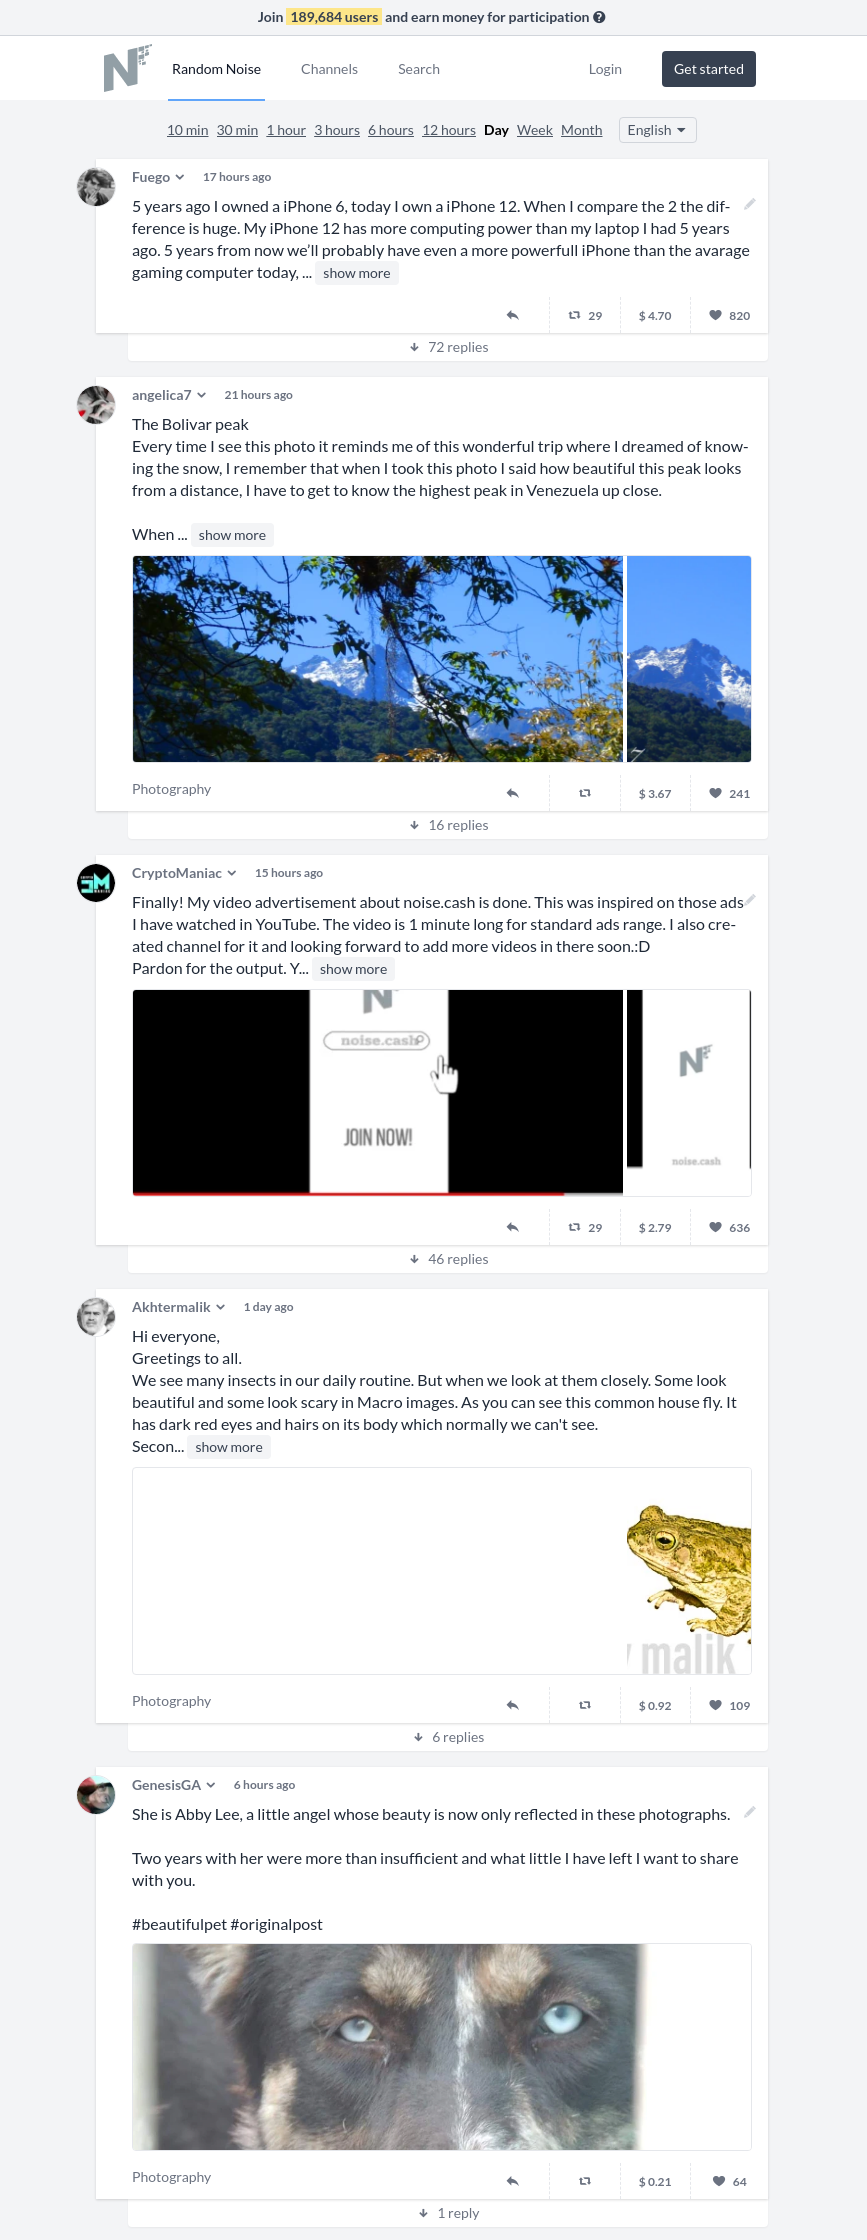 Join 189,684 users and earn money for participation
Random Noise Channels Search Login Get started
10 min 30 min 1 hour 3 hours 6 hours 12 hours Day Week Month English
Fuego 17 hours ago
5 years ago I owned a iPhone 6, today I own a iPhone 12. When I compare the 2 the dif-
ference is huge. My iPhone 12 has more computing power than my laptop I had 5 years
ago. 5 years from now we’ll probably have even a more powerfull iPhone than the avarage
gaming computer today, ... show more
29 $ 4.70 820
72 replies
angelica7 21 hours ago
The Bolivar peak
Every time I see this photo it reminds me of this wonderful trip where I dreamed of know-
ing the snow, I remember that when I took this photo I said how beautiful this peak looks
from a distance, I have to get to know the highest peak in Venezuela up close.
When ... show more
Photography $ 3.67 241
16 replies
CryptoManiac 15 hours ago
Finally! My video advertisement about noise.cash is done. This was inspired on those ads
I have watched in YouTube. The video is 1 minute long for standard ads range. I also cre-
ated channel for it and looking forward to add more videos in there soon.:D
Pardon for the output. Y... show more
noise.cash
JOIN NOW!
noise.cash
29 $ 2.79 636
46 replies
Akhtermalik 1 day ago
Hi everyone,
Greetings to all.
We see many insects in our daily routine. But when we look at them closely. Some look
beautiful and some look scary in Macro images. As you can see this common house fly. It
has dark red eyes and hairs on its body which normally we can't see.
Secon... show more
malik
Photography $ 0.92 109
6 replies
GenesisGA 6 hours ago
She is Abby Lee, a little angel whose beauty is now only reflected in these photographs.
Two years with her were more than insufficient and what little I have left I want to share
with you.
#beautifulpet #originalpost
Photography $ 0.21 64
1 reply